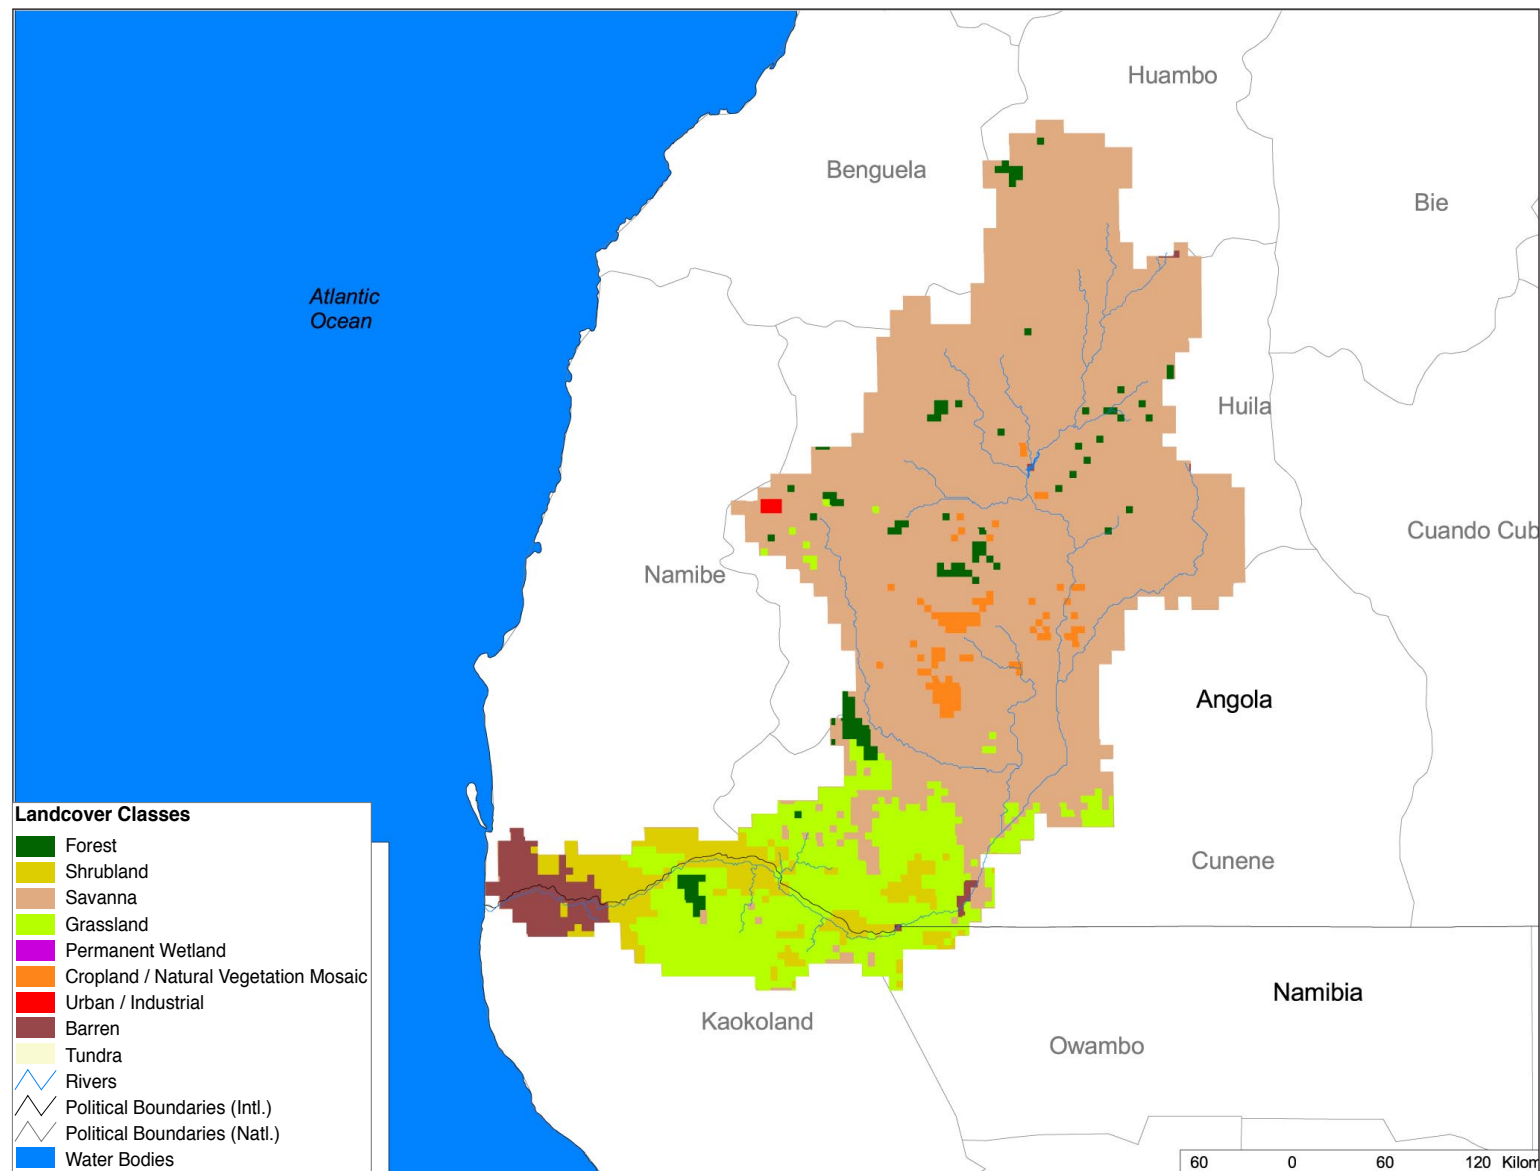 Huambo
Benguela
Bie
Atlantic
Ocean
Huila
Cuando Cub
Namibe
Angola
Landcover Classes
Forest
Shrubland
Savanna
Grassland
Permanent Wetland
Cropland / Natural Vegetation Mosaic
Urban / Industrial
Barren
Tundra
Rivers
Political Boundaries (Intl.)
Political Boundaries (Natl.)
Water Bodies
Cunene
Namibia
Kaokoland
Owambo
60 0 60 120 Kilom